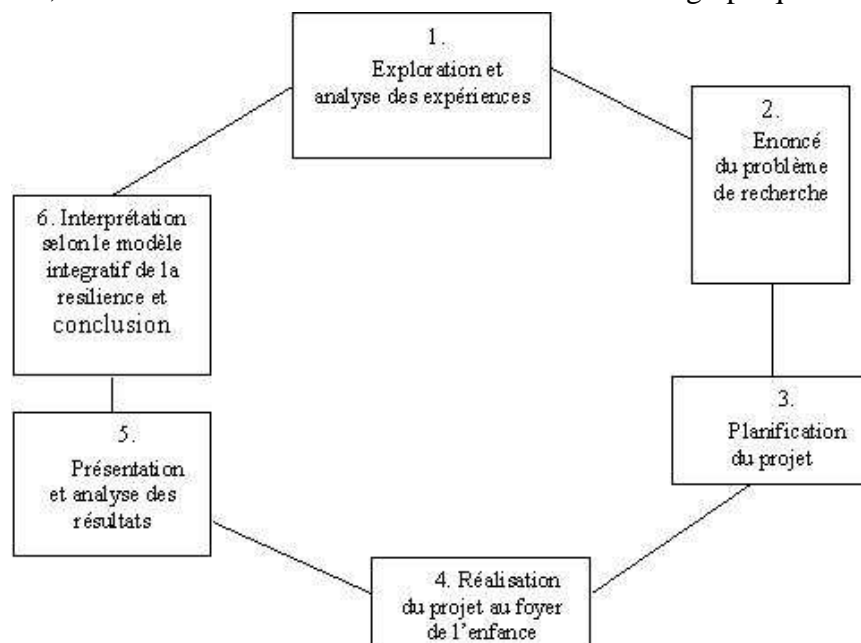 1.
Exploration et
analyse des expériences
2.
Enoncé
du problème
de recherche
3.
Planification
du projet
4. Réalisation
du projet au foyer
de l'enfance
5.
Présentation
et analyse des
résultats
6. Interprétation
selon le modèle
integratif de la
resilience et
conclusion